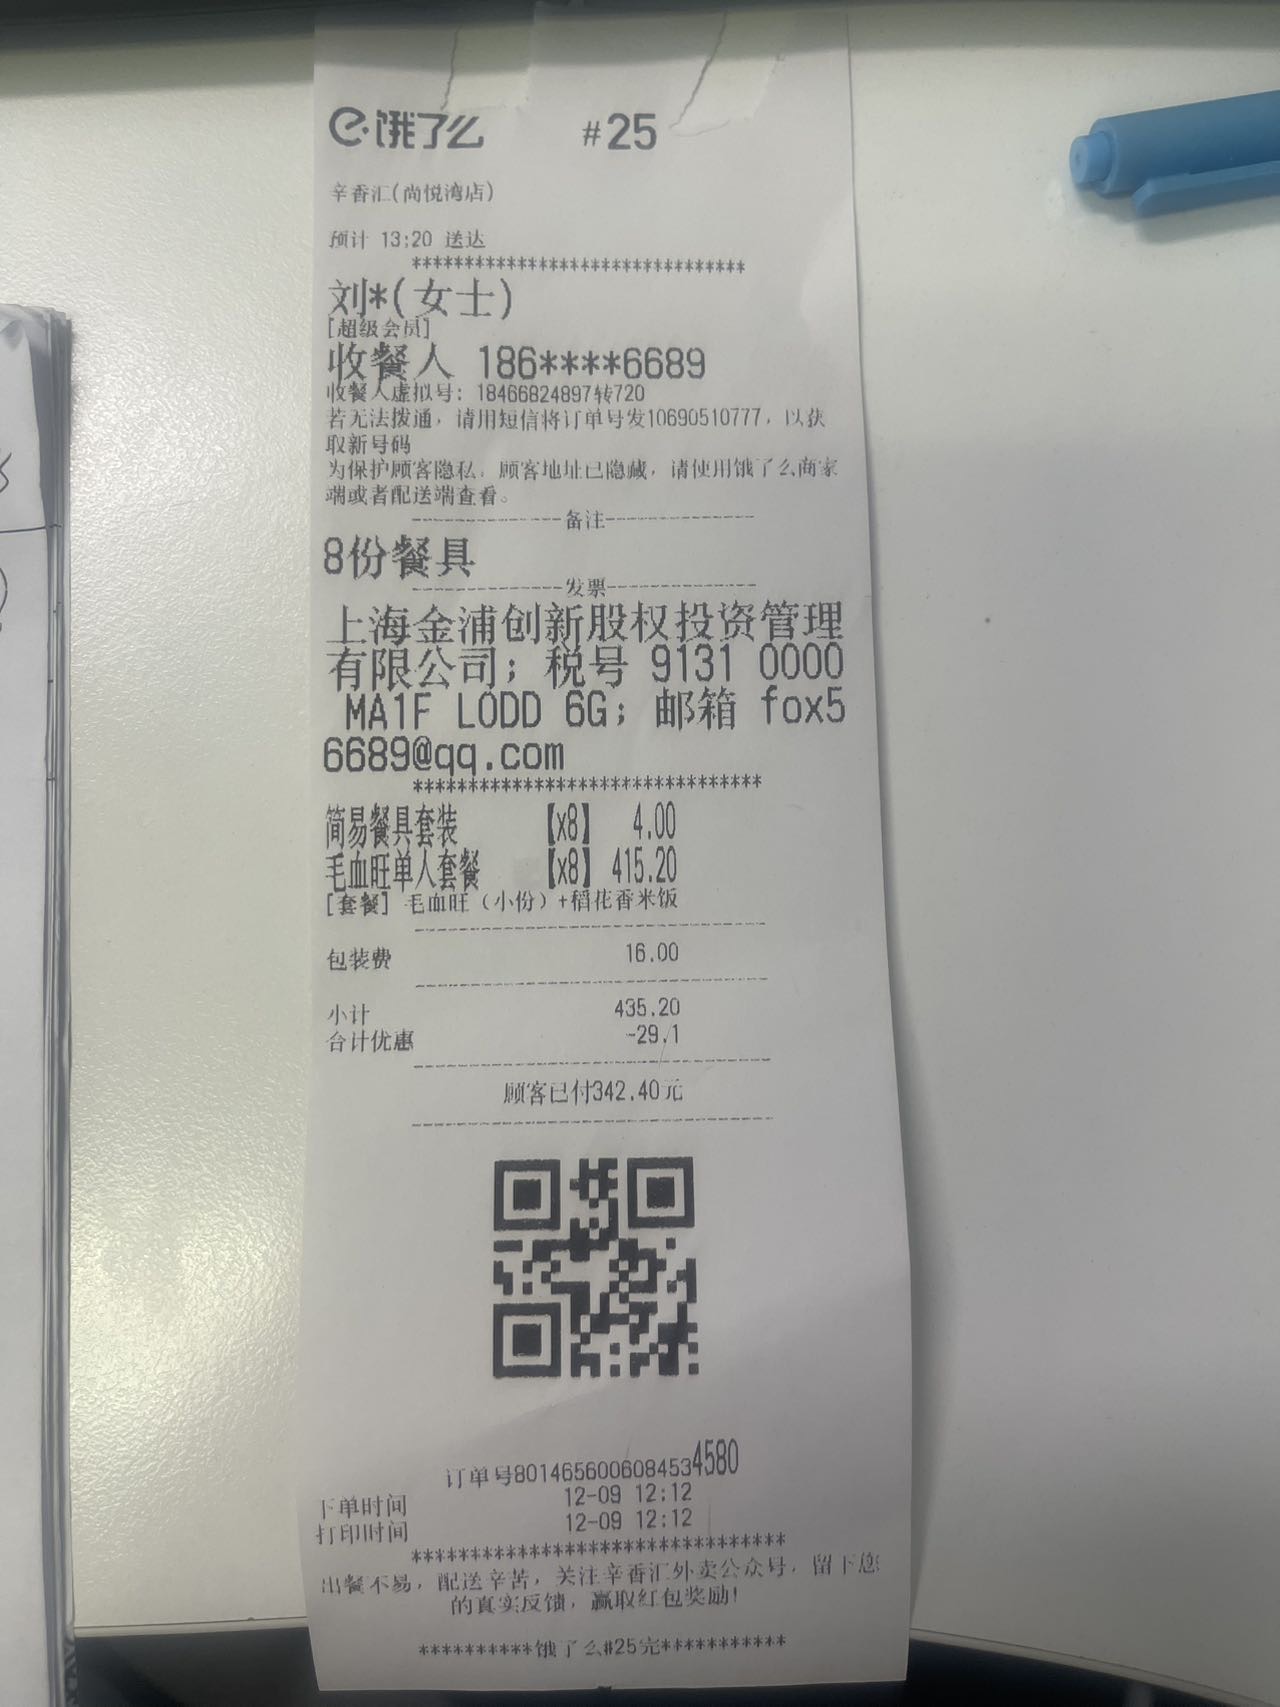 饿了么 #25
辛香汇(尚悦湾店)
预计 13:20 送达
********************************
刘*(女士)
[超级会员]
收餐人 186****6689
收餐人虚拟号: 18466824897转720
若无法拨通，请用短信将订单号发10690510777，以获
取新号码
为保护顾客隐私，顾客地址已隐藏，请使用饿了么商家
端或者配送端查看。
--------------备注--------------
8份餐具
--------------发票--------------
上海金浦创新股权投资管理
有限公司；税号 9131 0000
MA1F L0DD 6G；邮箱 fox5
6689@qq.com
********************************
简易餐具套装 【x8】 4.00
毛血旺单人套餐 【x8】 415.20
[套餐] 毛血旺（小份）+稻花香米饭
--------------------------------
包装费 16.00
--------------------------------
小计 435.20
合计优惠 -29.1
--------------------------------
顾客已付342.40元
--------------------------------
订单号8014656006084534580
下单时间 12-09 12:12
打印时间 12-09 12:12
********************************
出餐不易，配送辛苦，关注辛香汇外卖公众号，留下您
的真实反馈，赢取红包奖励!
**********饿了么#25完***********